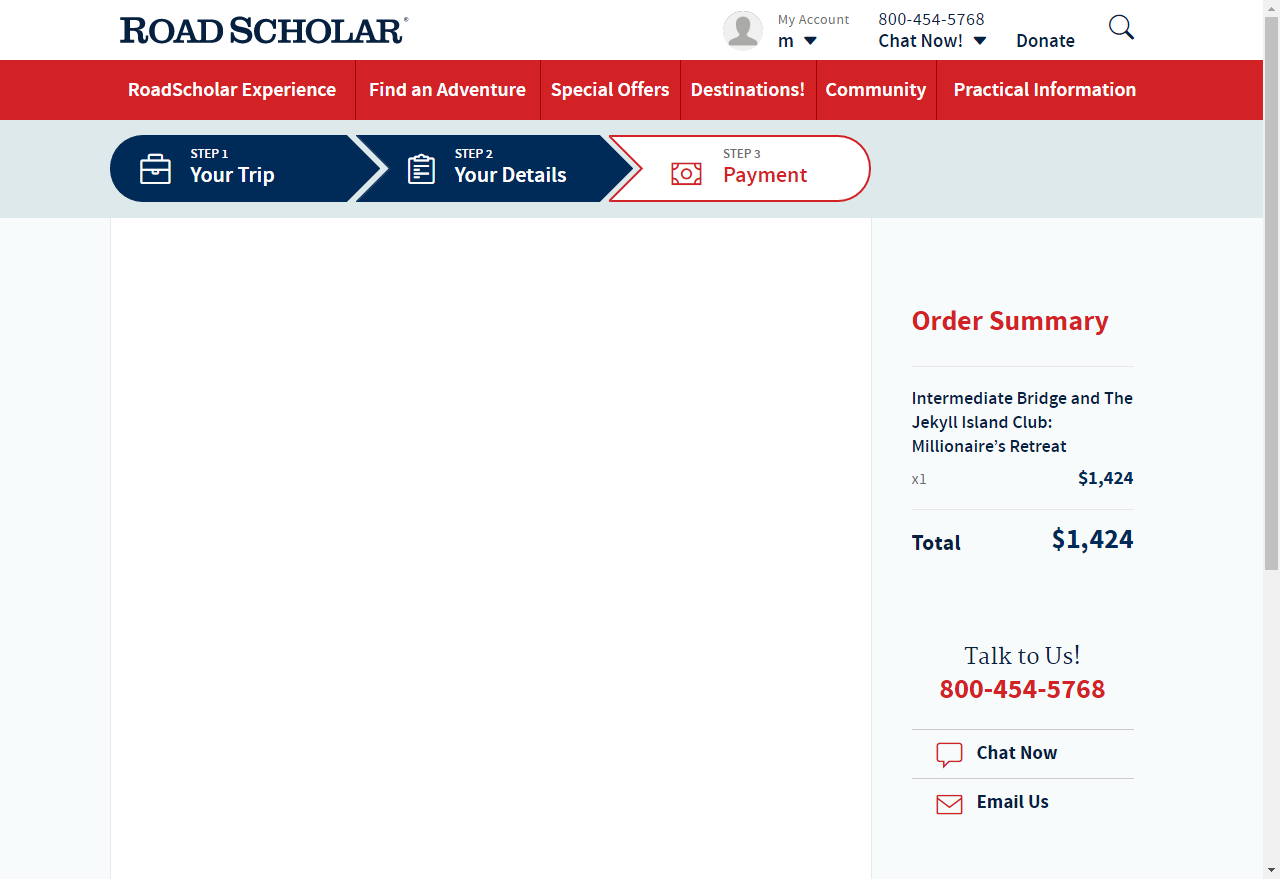 ROAD SCHOLAR®
My Account
m
800-454-5768
Chat Now!
Donate
RoadScholar Experience
Find an Adventure
Special Offers
Destinations!
Community
Practical Information
STEP 1
Your Trip
STEP 2
Your Details
STEP 3
Payment
Order Summary
Intermediate Bridge and The
Jekyll Island Club:
Millionaire’s Retreat
x1 $1,424
Total $1,424
Talk to Us!
800-454-5768
Chat Now
Email Us